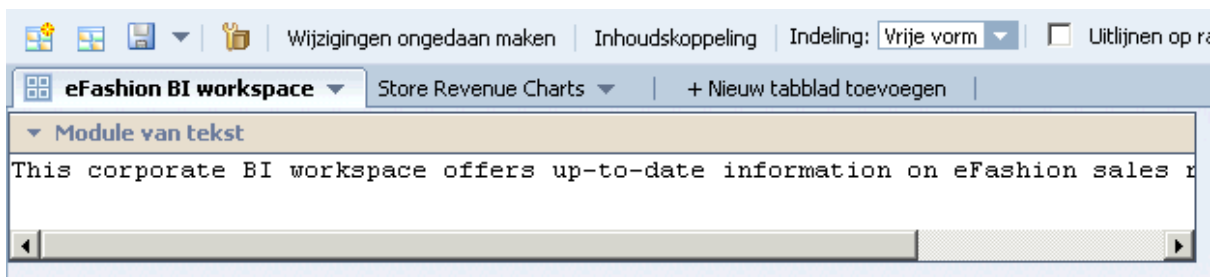 Wijzigingen ongedaan maken Inhoudskoppeling Indeling: Vrije vorm Uitlijnen op
eFashion BI workspace Store Revenue Charts + Nieuw tabblad toevoegen
Module van tekst
This corporate BI workspace offers up-to-date information on eFashion sales